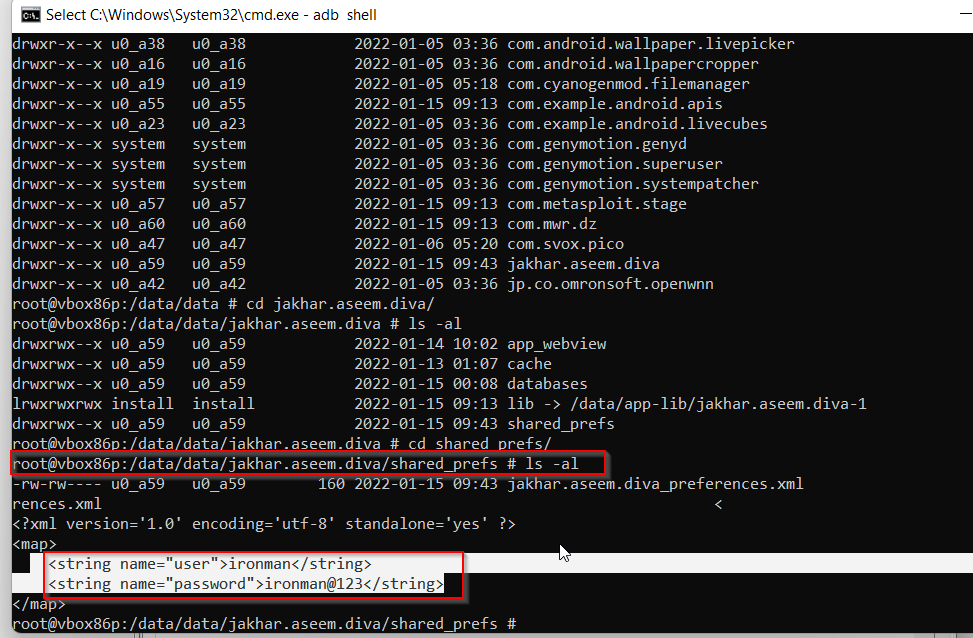 Select C:\Windows\System32\cmd.exe - adb  shell
drwxr-x--x u0_a38   u0_a38            2022-01-05 03:36 com.android.wallpaper.livepicker
drwxr-x--x u0_a16   u0_a16            2022-01-05 03:36 com.android.wallpapercropper
drwxr-x--x u0_a19   u0_a19            2022-01-05 05:18 com.cyanogenmod.filemanager
drwxr-x--x u0_a55   u0_a55            2022-01-15 09:13 com.example.android.apis
drwxr-x--x u0_a23   u0_a23            2022-01-05 03:36 com.example.android.livecubes
drwxr-x--x system   system            2022-01-05 03:36 com.genymotion.genyd
drwxr-x--x system   system            2022-01-05 03:36 com.genymotion.superuser
drwxr-x--x system   system            2022-01-05 03:36 com.genymotion.systempatcher
drwxr-x--x u0_a57   u0_a57            2022-01-15 09:13 com.metasploit.stage
drwxr-x--x u0_a60   u0_a60            2022-01-15 09:13 com.mwr.dz
drwxr-x--x u0_a47   u0_a47            2022-01-06 05:20 com.svox.pico
drwxr-x--x u0_a59   u0_a59            2022-01-15 09:43 jakhar.aseem.diva
drwxr-x--x u0_a42   u0_a42            2022-01-05 03:36 jp.co.omronsoft.openwnn
root@vbox86p:/data/data # cd jakhar.aseem.diva/
root@vbox86p:/data/data/jakhar.aseem.diva # ls -al
drwxrwx--x u0_a59   u0_a59            2022-01-14 10:02 app_webview
drwxrwx--x u0_a59   u0_a59            2022-01-13 01:07 cache
drwxrwx--x u0_a59   u0_a59            2022-01-15 00:08 databases
lrwxrwxrwx install  install           2022-01-15 09:13 lib -> /data/app-lib/jakhar.aseem.diva-1
drwxrwx--x u0_a59   u0_a59            2022-01-15 09:43 shared_prefs
root@vbox86p:/data/data/jakhar.aseem.diva # cd shared_prefs/
root@vbox86p:/data/data/jakhar.aseem.diva/shared_prefs # ls -al
-rw-rw---- u0_a59   u0_a59        160 2022-01-15 09:43 jakhar.aseem.diva_preferences.xml
rences.xml                                                                    <
<?xml version='1.0' encoding='utf-8' standalone='yes' ?>
<map>
    <string name="user">ironman</string>
    <string name="password">ironman@123</string>
</map>
root@vbox86p:/data/data/jakhar.aseem.diva/shared_prefs #